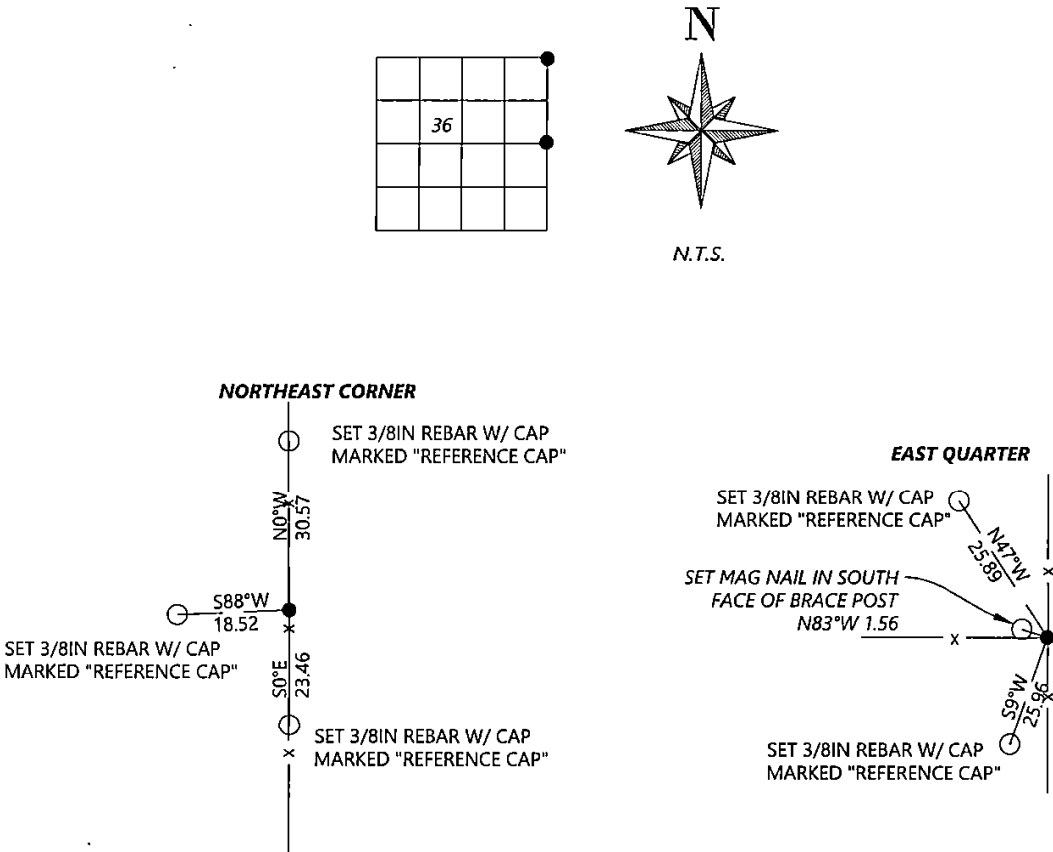 N
36
N.T.S.
NORTHEAST CORNER
SET 3/8IN REBAR W/ CAP
MARKED "REFERENCE CAP"
N0°W
30.57
S88°W
18.52
SET 3/8IN REBAR W/ CAP
MARKED "REFERENCE CAP"
S0°E
23.46
SET 3/8IN REBAR W/ CAP
MARKED "REFERENCE CAP"
EAST QUARTER
SET 3/8IN REBAR W/ CAP
MARKED "REFERENCE CAP"
N47°W
25.89
SET MAG NAIL IN SOUTH
FACE OF BRACE POST
N83°W 1.56
S9°W
25.96
SET 3/8IN REBAR W/ CAP
MARKED "REFERENCE CAP"